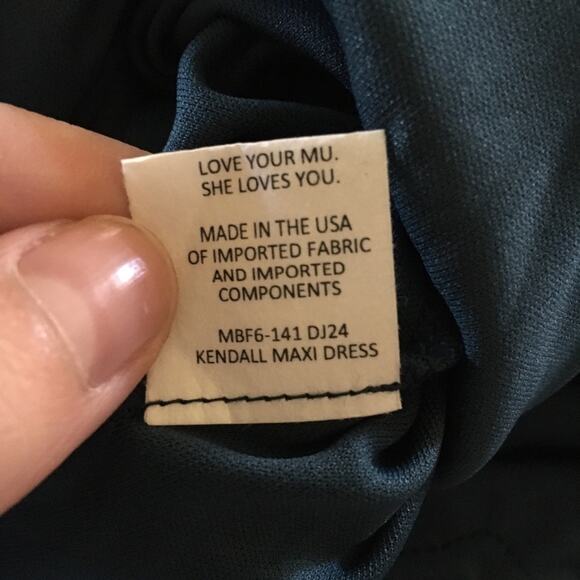 LOVE YOUR MU.
SHE LOVES YOU.
MADE IN THE USA
OF IMPORTED FABRIC
AND IMPORTED
COMPONENTS
MBF6-141 DJ24
KENDALL MAXI DRESS